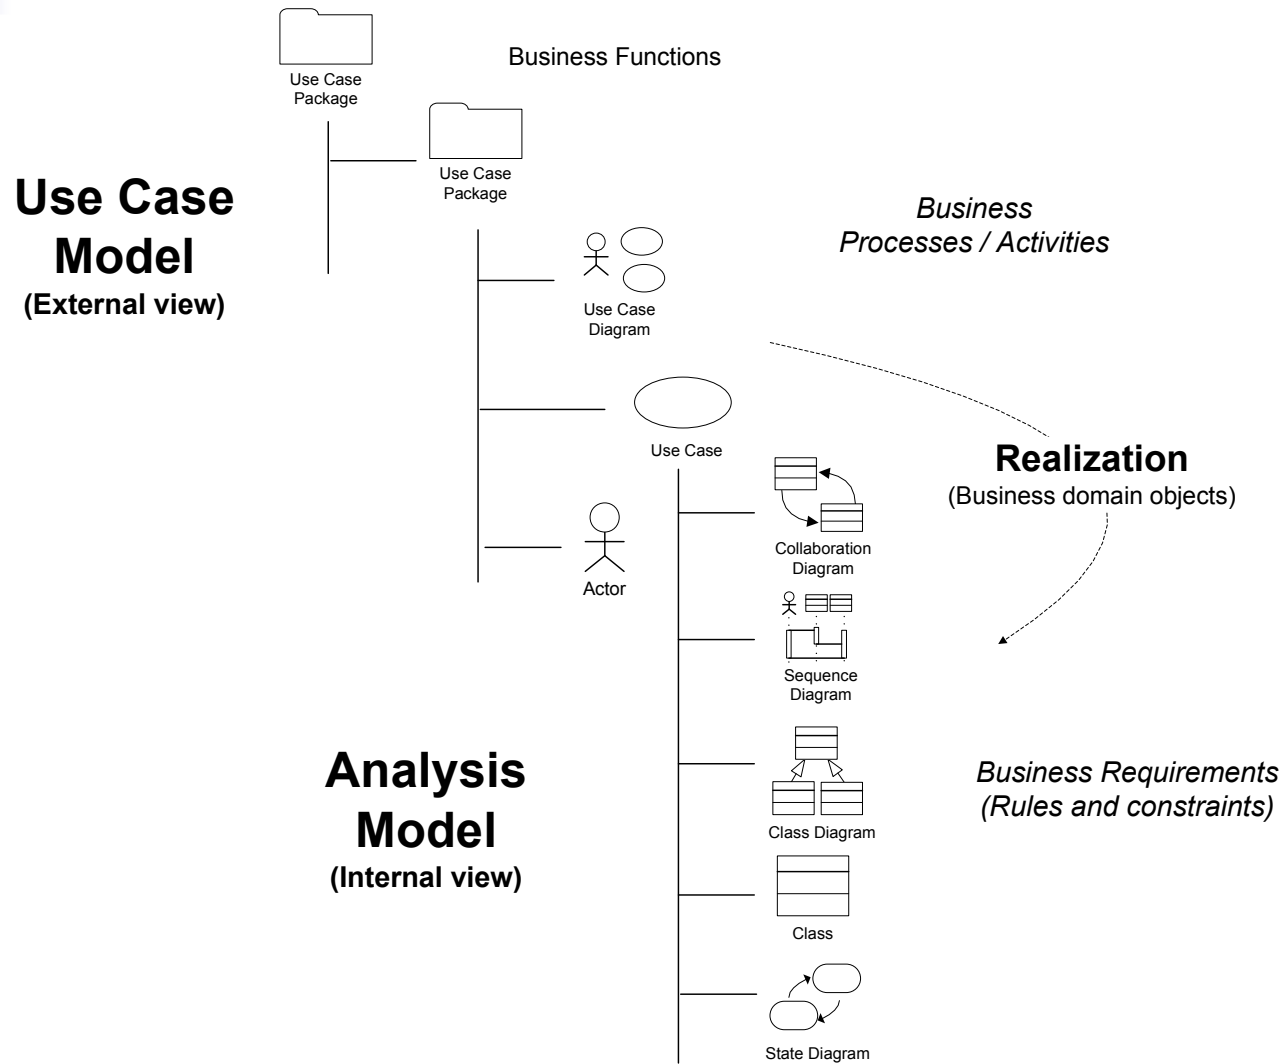 Business Functions
Use Case
Package
Use Case
Package
Use Case
Model
(External view)
Business
Processes / Activities
Use Case
Diagram
Use Case
Realization
(Business domain objects)
Collaboration
Diagram
Actor
Sequence
Diagram
Analysis
Model
(Internal view)
Business Requirements
(Rules and constraints)
Class Diagram
Class
State Diagram